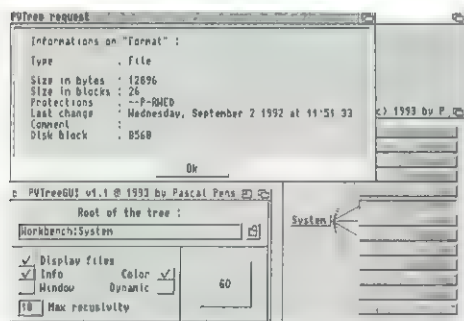 PVTree request
Informations on "Format" :
Type : File
Size in bytes : 12896
Size in blocks : 26
Protections : --P-RWED
Last change : Wednesday, September 2 1992 at 11:51 33
Comment :
Disk block : 8568
Ok
) 1993 by P.
PVTreeGUI v1.1 © 1993 by Pascal Pens
Root of the tree :
Workbench:System
Display files
Info Color
Window Dynamic
GO
10 Max recusivity
System